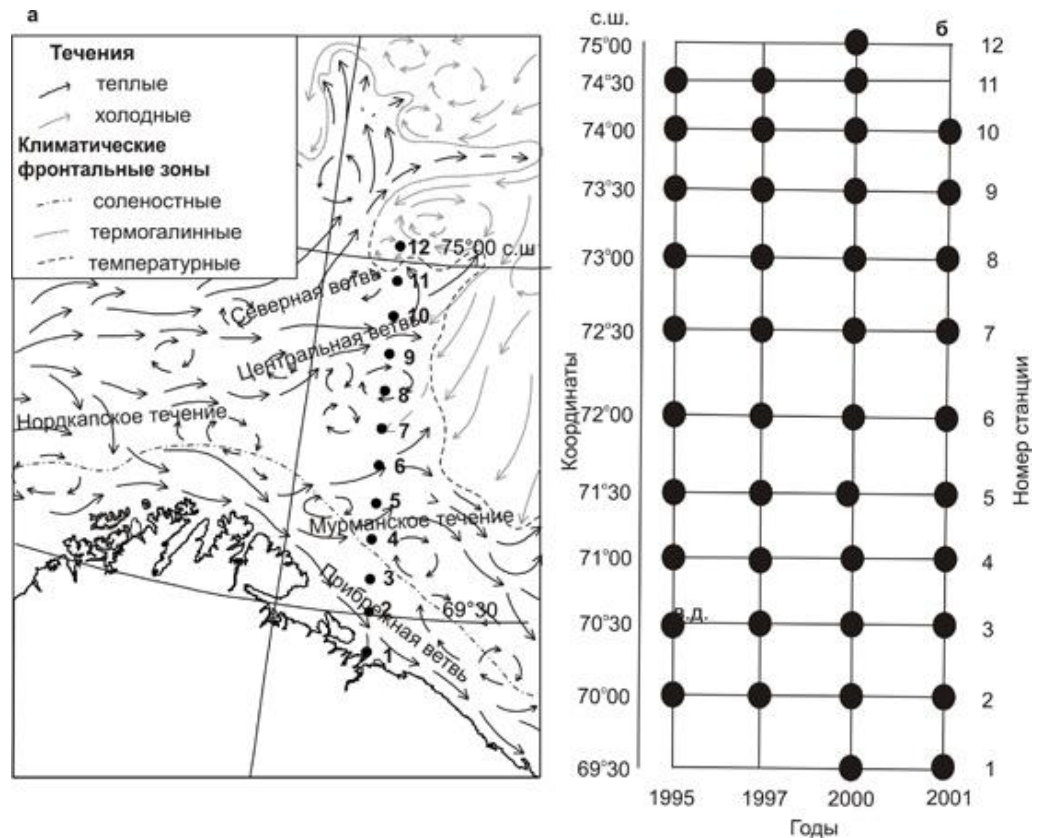 а
Течения
теплые
холодные
Климатические
фронтальные зоны
соленостные
термогалинные
температурные
12 75°00 с.ш
11
Северная ветвь
10
Центральная ветвь
9
8
Нордкапское течение
7
6
5
Мурманское течение
4
3
Прибрежная ветвь
2
69°30
1
с.ш.
б
75°00
12
74°30
11
74°00
10
73°30
9
73°00
8
72°30
7
72°00
6
71°30
5
71°00
4
в.д.
70°30
3
70°00
2
69°30
1
Координаты
Номер станции
1995 1997 2000 2001
Годы